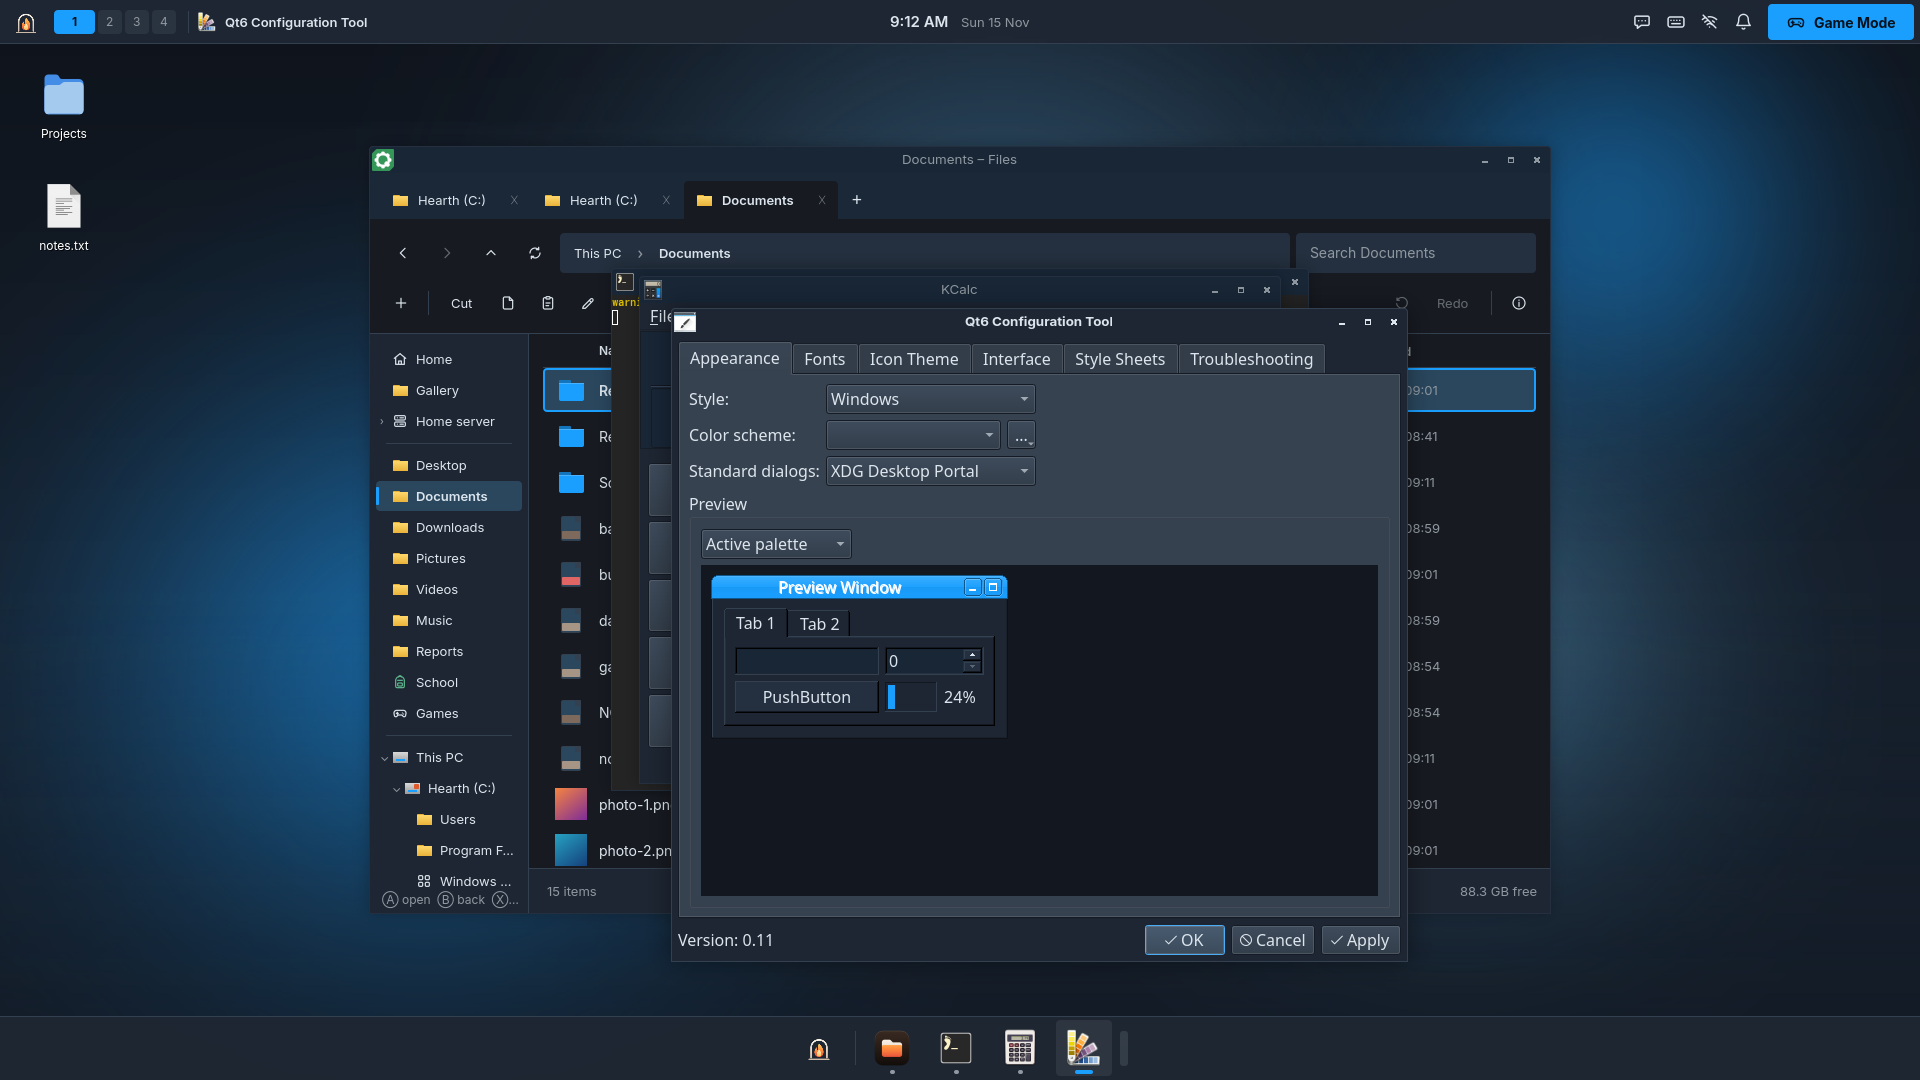 1 2 3 4 Qt6 Configuration Tool 9:12 AM Sun 15 Nov Game Mode
Projects
notes.txt
Documents – Files
Hearth (C:) X Hearth (C:) X Documents X +
This PC › Documents Search Documents
Cut Redo
Home
Gallery
Home server
Desktop
Documents
Downloads
Pictures
Videos
Music
Reports
School
Games
This PC
Hearth (C:)
Users
Program F...
Windows ...
A open B back X...
09:01
08:41
09:11
08:59
09:01
08:59
08:54
08:54
09:11
photo-1.pn 09:01
photo-2.pn 09:01
15 items 88.3 GB free
warni
KCalc
File
Qt6 Configuration Tool
Appearance Fonts Icon Theme Interface Style Sheets Troubleshooting
Style: Windows
Color scheme: ...
Standard dialogs: XDG Desktop Portal
Preview
Active palette
Preview Window
Tab 1 Tab 2
0
PushButton 24%
Version: 0.11 OK Cancel Apply